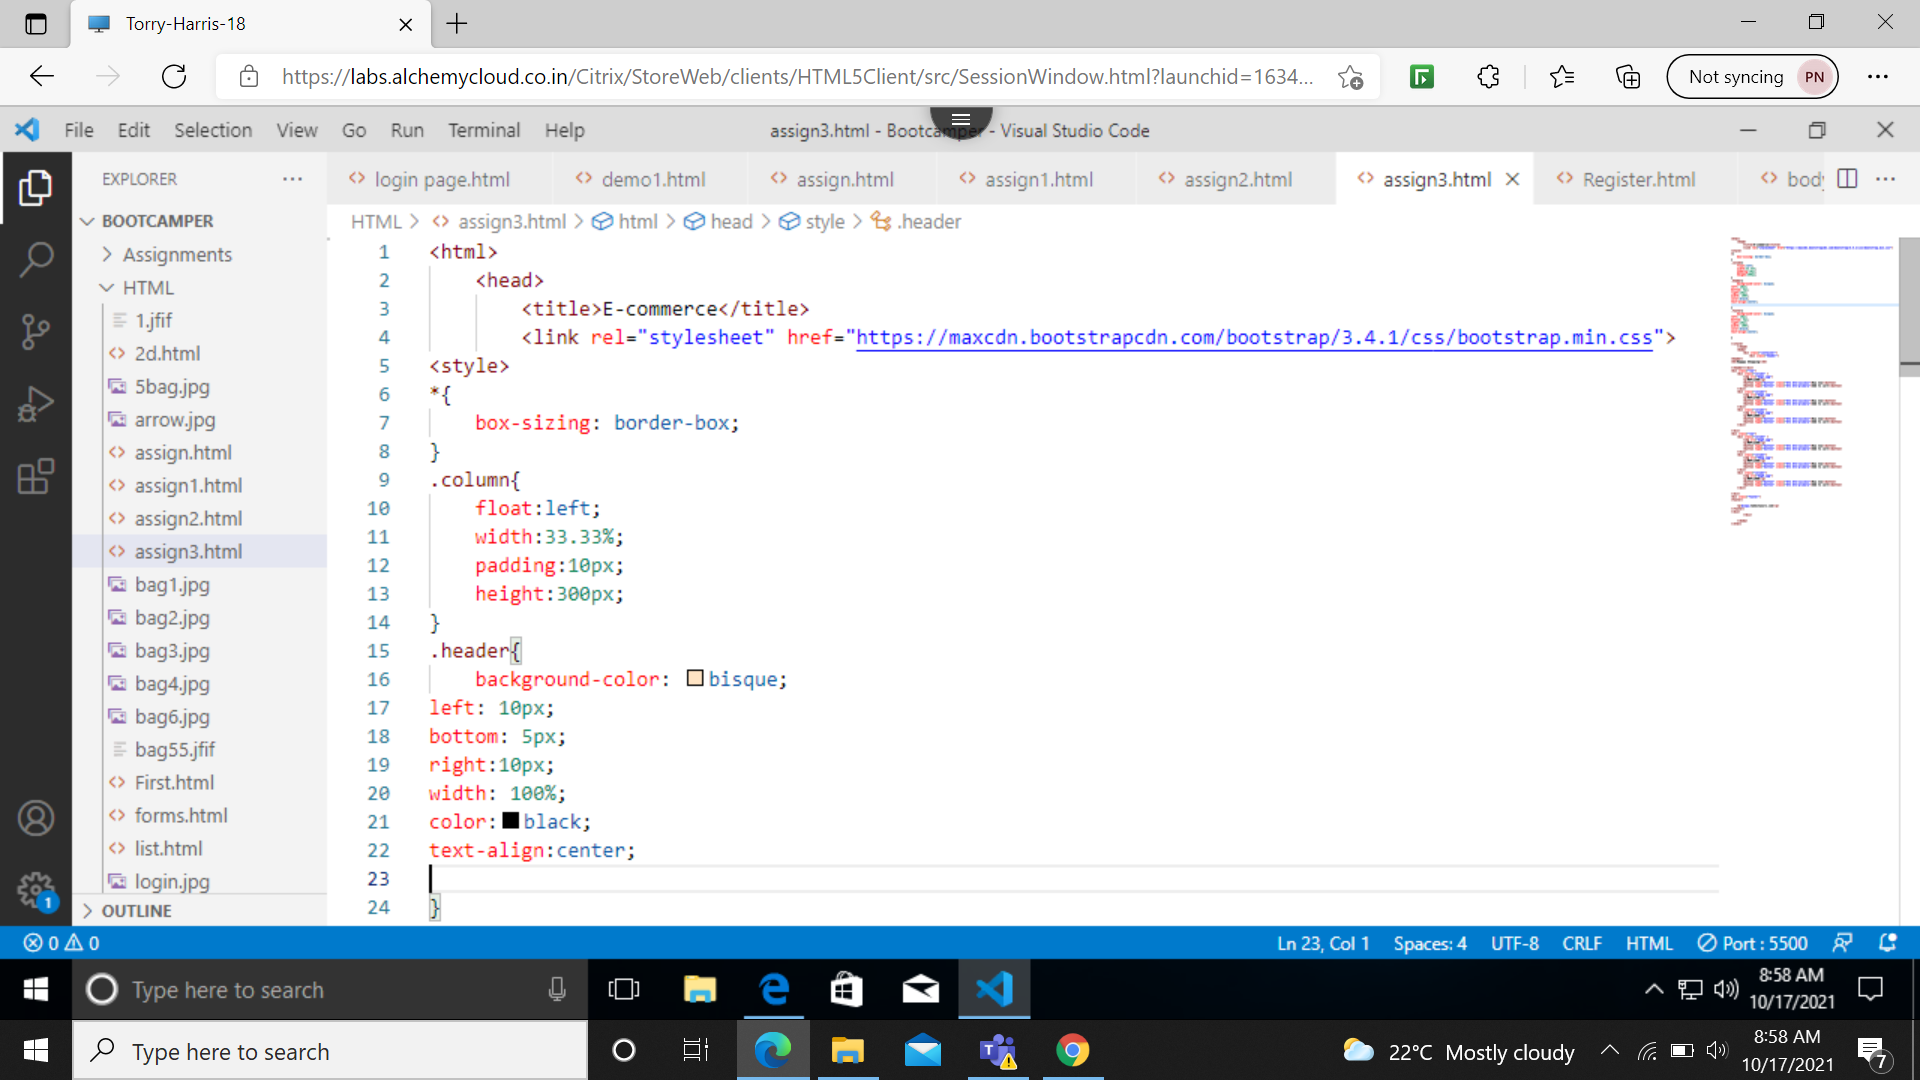 Torry-Harris-18
https://labs.alchemycloud.co.in/Citrix/StoreWeb/clients/HTML5Client/src/SessionWindow.html?launchid=1634...
Not syncing PN
File Edit Selection View Go Run Terminal Help
assign3.html - Bootcamper - Visual Studio Code
EXPLORER
login page.html demo1.html assign.html assign1.html assign2.html assign3.html Register.html body
BOOTCAMPER
HTML > assign3.html > html > head > style > .header
Assignments
HTML
1.jfif
2d.html
5bag.jpg
arrow.jpg
assign.html
assign1.html
assign2.html
assign3.html
bag1.jpg
bag2.jpg
bag3.jpg
bag4.jpg
bag6.jpg
bag55.jfif
First.html
forms.html
list.html
login.jpg
OUTLINE
1 <html>
2 <head>
3 <title>E-commerce</title>
4 <link rel="stylesheet" href="https://maxcdn.bootstrapcdn.com/bootstrap/3.4.1/css/bootstrap.min.css">
5 <style>
6 *{
7 box-sizing: border-box;
8 }
9 .column{
10 float:left;
11 width:33.33%;
12 padding:10px;
13 height:300px;
14 }
15 .header{
16 background-color: bisque;
17 left: 10px;
18 bottom: 5px;
19 right:10px;
20 width: 100%;
21 color: black;
22 text-align:center;
23
24 }
1
0 0
Ln 23, Col 1 Spaces: 4 UTF-8 CRLF HTML Port : 5500
Type here to search
8:58 AM
10/17/2021
Type here to search
22°C Mostly cloudy
8:58 AM
10/17/2021
7